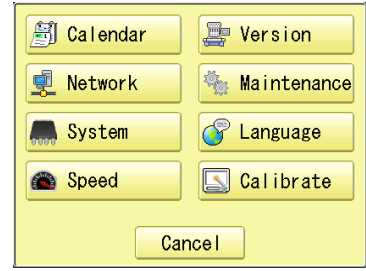 Calendar Version
Network Maintenance
System Language
Speed Calibrate
Cancel